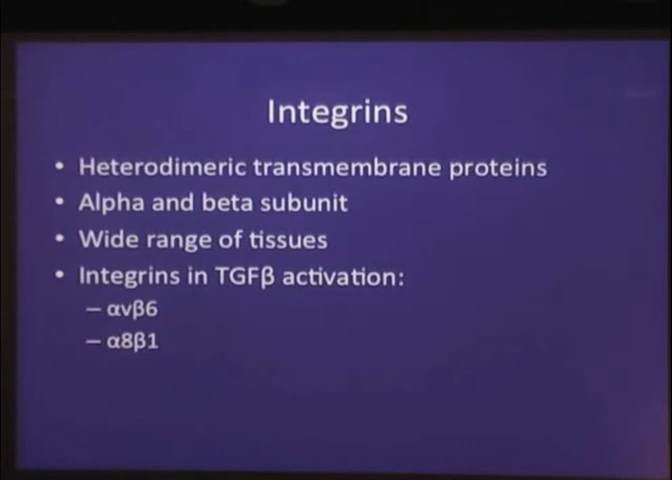 Integrins
• Heterodimeric transmembrane proteins
• Alpha and beta subunit
• Wide range of tissues
• Integrins in TGFβ activation:
– αvβ6
– α8β1